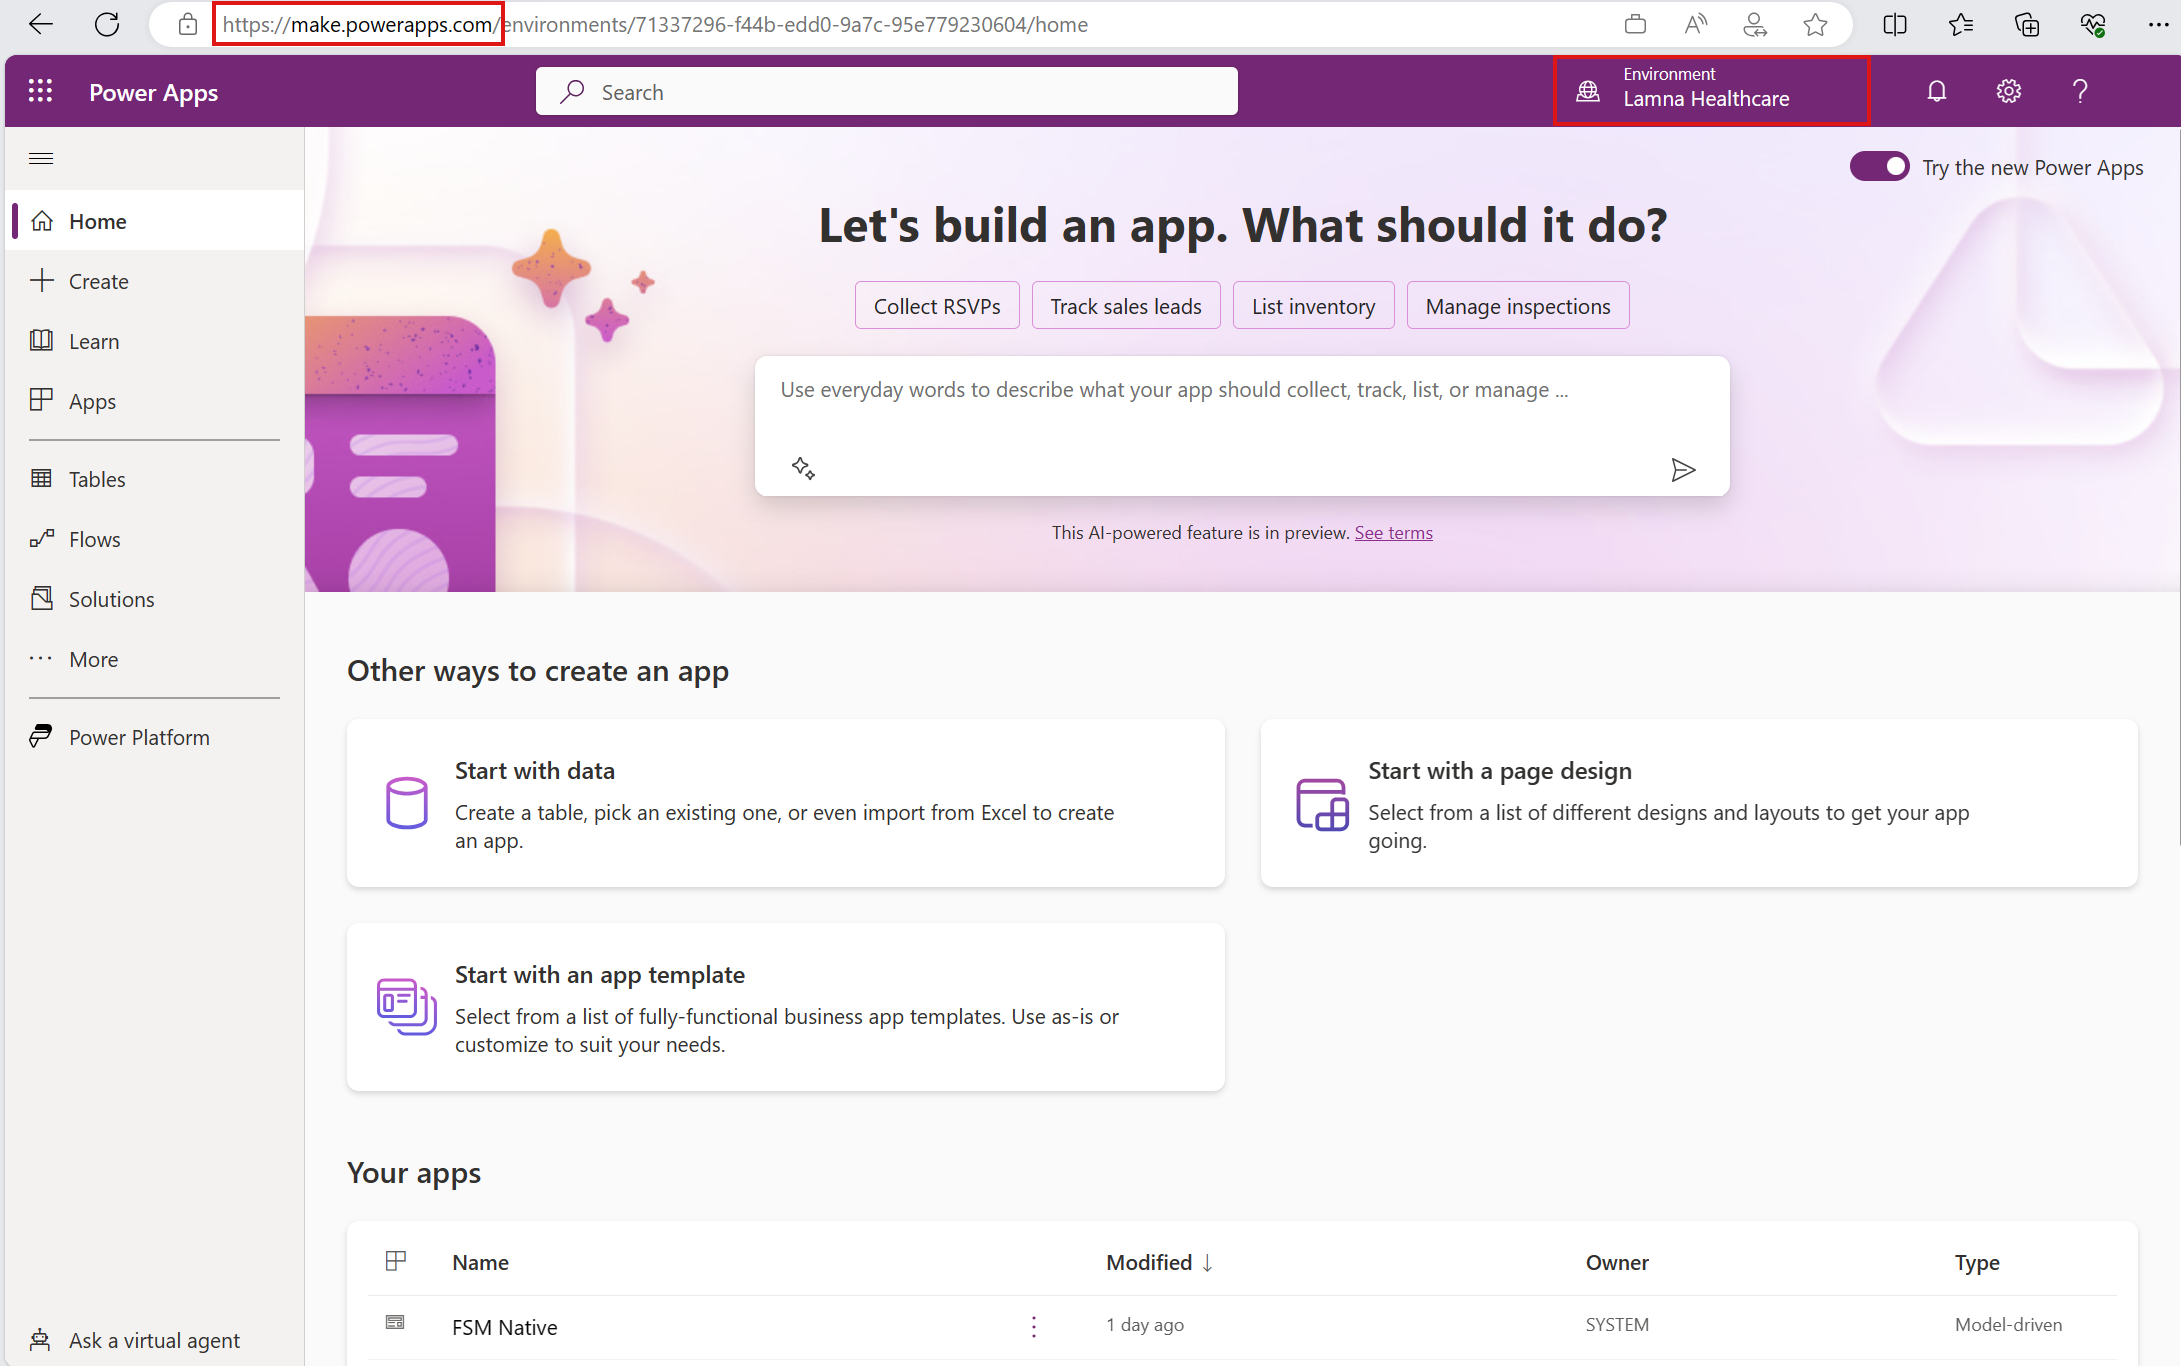 https://make.powerapps.com/environments/71337296-f44b-edd0-9a7c-95e779230604/home
Power Apps
Search
Environment
Lamna Healthcare
Try the new Power Apps
Home
Create
Learn
Apps
Tables
Flows
Solutions
More
Power Platform
Ask a virtual agent
Let's build an app. What should it do?
Collect RSVPs
Track sales leads
List inventory
Manage inspections
Use everyday words to describe what your app should collect, track, list, or manage ...
This AI-powered feature is in preview. See terms
Other ways to create an app
Start with data
Create a table, pick an existing one, or even import from Excel to create
an app.
Start with a page design
Select from a list of different designs and layouts to get your app
going.
Start with an app template
Select from a list of fully-functional business app templates. Use as-is or
customize to suit your needs.
Your apps
Name Modified ↓ Owner Type
FSM Native 1 day ago SYSTEM Model-driven